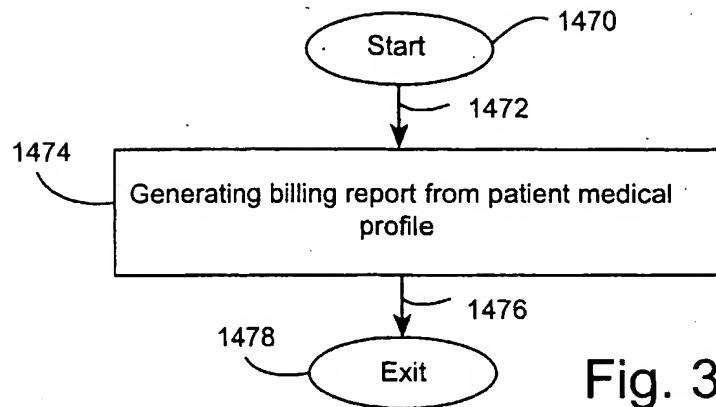 Start
1470
1472
1474
Generating billing report from patient medical
profile
1476
1478
Exit
Fig. 3